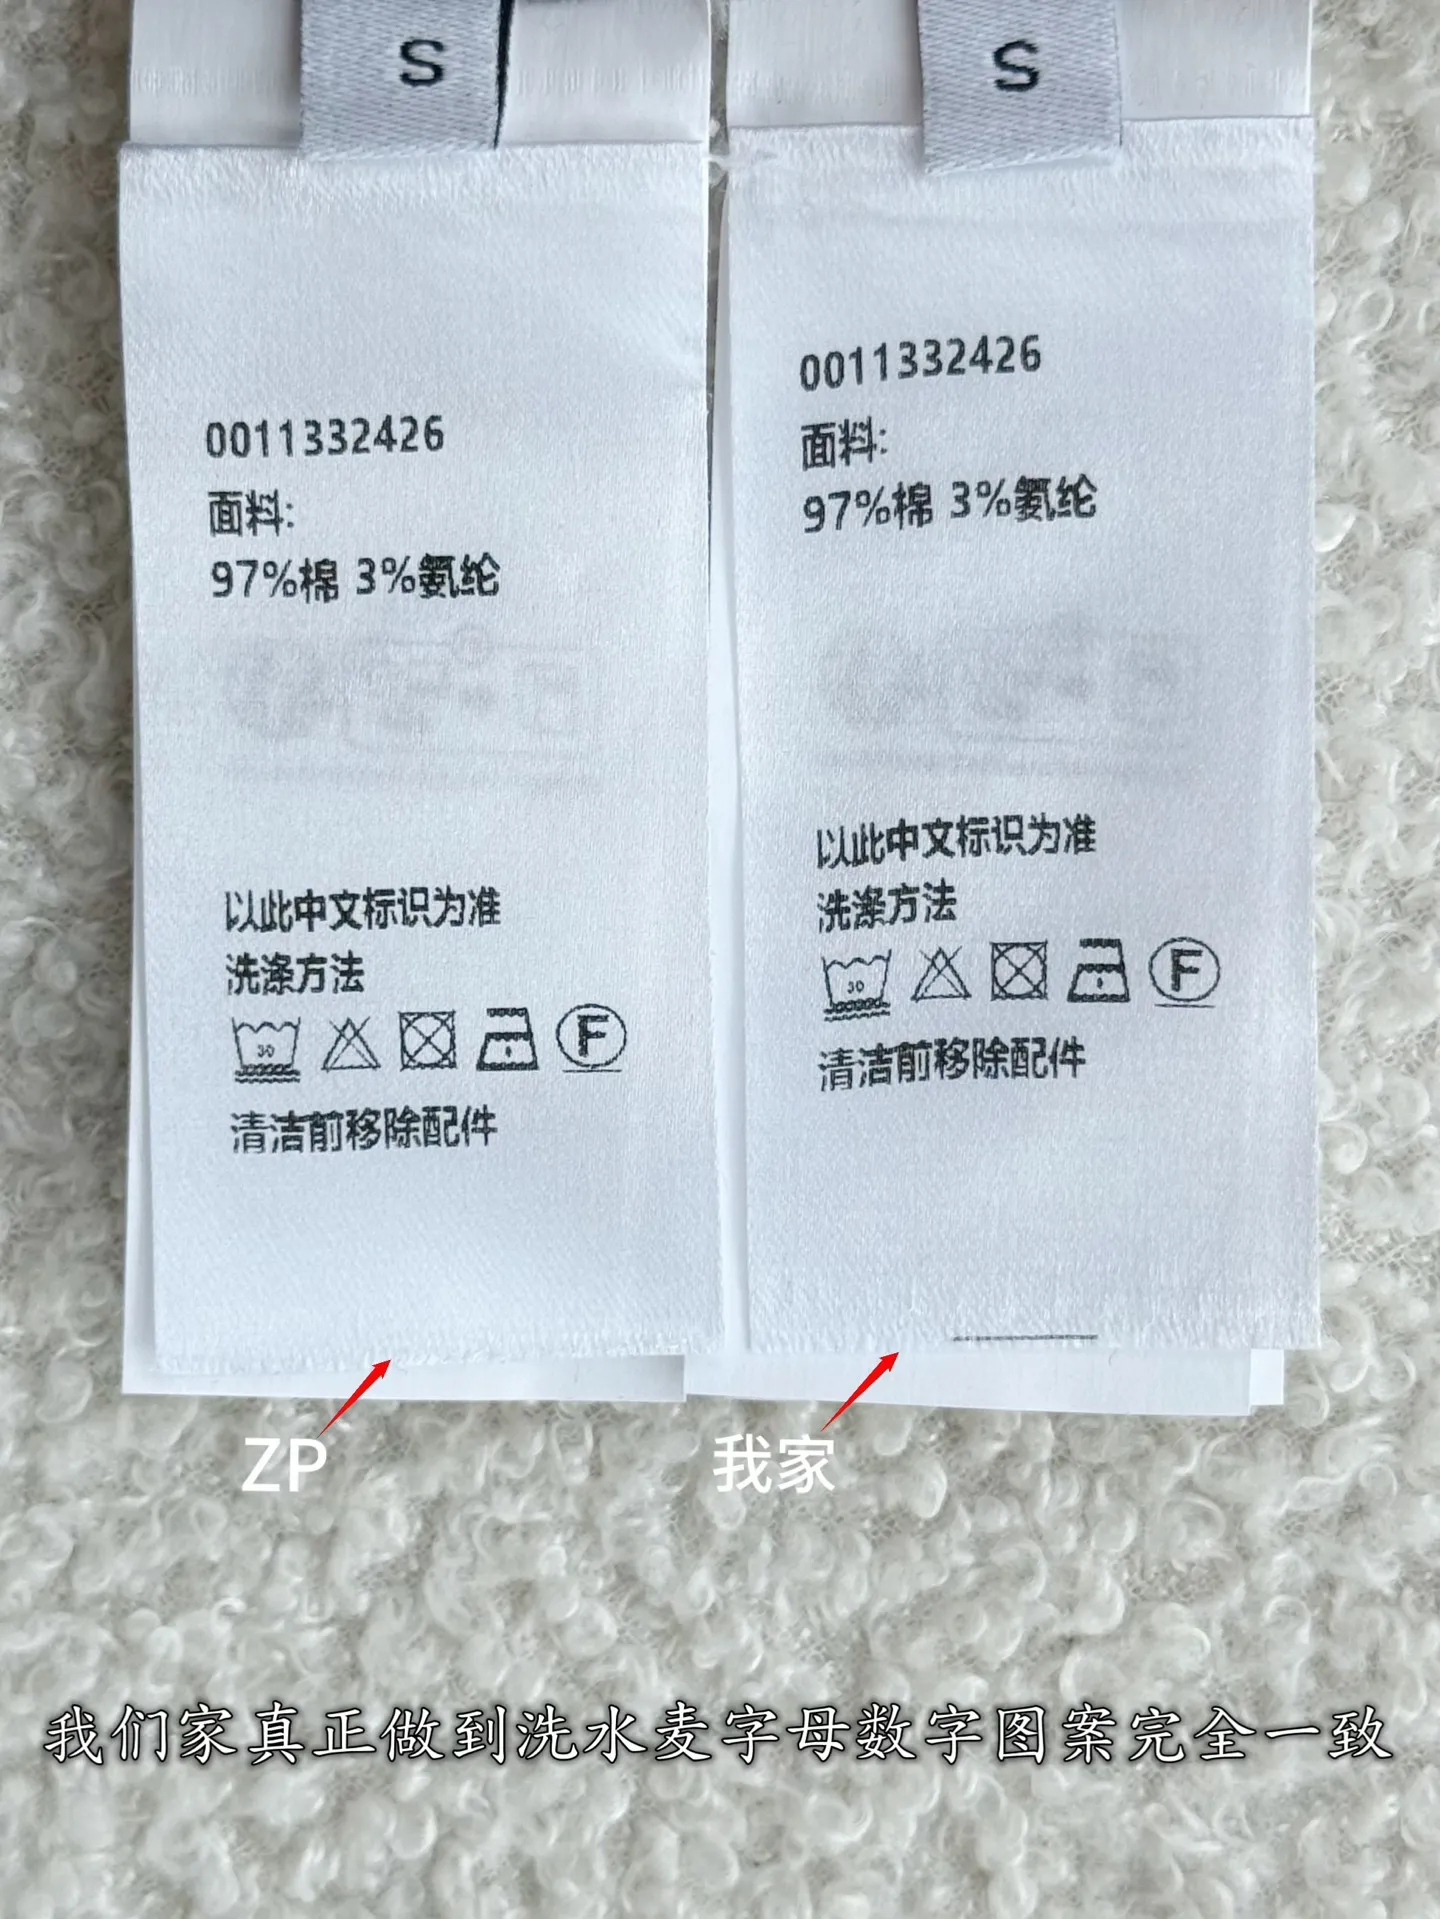 S
0011332426
面料:
97%棉 3%氨纶
以此中文标识为准
洗涤方法
30
F
清洁前移除配件
S
0011332426
面料:
97%棉 3%氨纶
以此中文标识为准
洗涤方法
30
F
清洁前移除配件
ZP
我家
我们家真正做到洗水麦字母数字图案完全一致